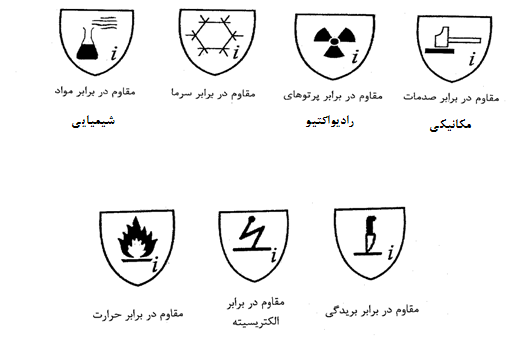 i i i i
مقاوم در برابر صدمات مقاوم در برابر پرتوهای مقاوم در برابر سرما مقاوم در برابر مواد
مکانیکی رادیواکتیو شیمیایی
i i i
مقاوم در برابر بریدگی مقاوم در برابر مقاوم در برابر حرارت
الکتریسیته